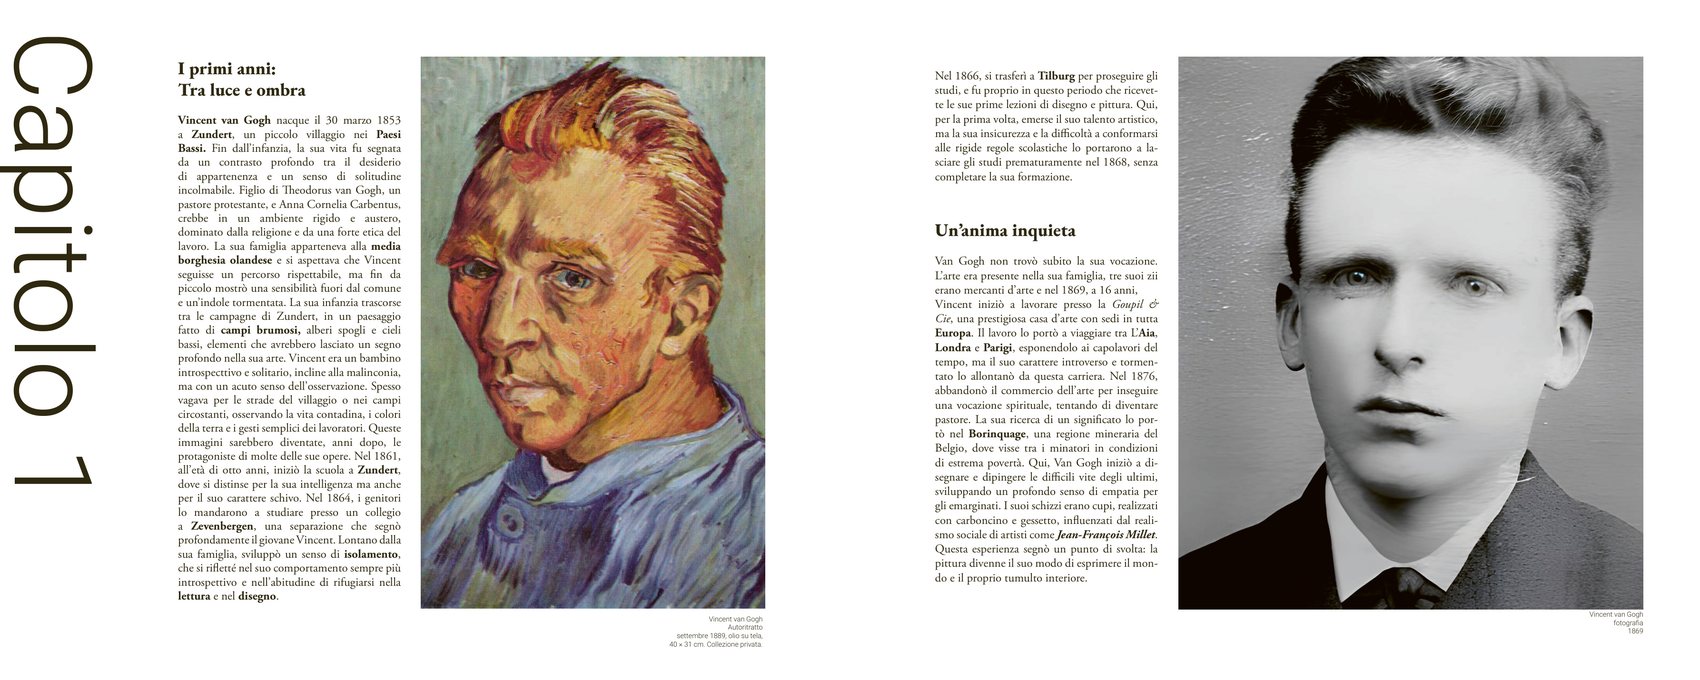 Capitolo 1
I primi anni:
Tra luce e ombra
Vincent van Gogh nacque il 30 marzo 1853
a Zundert, un piccolo villaggio nei Paesi
Bassi. Fin dall'infanzia, la sua vita fu segnata
da un contrasto profondo tra il desiderio
di appartenenza e un senso di solitudine
incolmabile. Figlio di Theodorus van Gogh, un
pastore protestante, e Anna Cornelia Carbentus,
crebbe in un ambiente rigido e austero,
dominato dalla religione e da una forte etica del
lavoro. La sua famiglia apparteneva alla media
borghesia olandese e si aspettava che Vincent
seguisse un percorso rispettabile, ma fin da
piccolo mostrò una sensibilità fuori dal comune
e un'indole tormentata. La sua infanzia trascorse
tra le campagne di Zundert, in un paesaggio
fatto di campi brumosi, alberi spogli e cieli
bassi, elementi che avrebbero lasciato un segno
profondo nella sua arte. Vincent era un bambino
introspecttivo e solitario, incline alla malinconia,
ma con un acuto senso dell'osservazione. Spesso
vagava per le strade del villaggio o nei campi
circostanti, osservando la vita contadina, i colori
della terra e i gesti semplici dei lavoratori. Queste
immagini sarebbero diventate, anni dopo, le
protagoniste di molte delle sue opere. Nel 1861,
all'età di otto anni, iniziò la scuola a Zundert,
dove si distinse per la sua intelligenza ma anche
per il suo carattere schivo. Nel 1864, i genitori
lo mandarono a studiare presso un collegio
a Zevenbergen, una separazione che segnò
profondamente il giovane Vincent. Lontano dalla
sua famiglia, sviluppò un senso di isolamento,
che si rifletté nel suo comportamento sempre più
introspettivo e nell'abitudine di rifugiarsi nella
lettura e nel disegno.
Vincent van Gogh
Autoritratto
settembre 1889, olio su tela,
40 × 31 cm. Collezione privata.
Nel 1866, si trasferì a Tilburg per proseguire gli
studi, e fu proprio in questo periodo che ricevet-
te le sue prime lezioni di disegno e pittura. Qui,
per la prima volta, emerse il suo talento artistico,
ma la sua insicurezza e la difficoltà a conformarsi
alle rigide regole scolastiche lo portarono a la-
sciare gli studi prematuramente nel 1868, senza
completare la sua formazione.
Un'anima inquieta
Van Gogh non trovò subito la sua vocazione.
L'arte era presente nella sua famiglia, tre suoi zii
erano mercanti d'arte e nel 1869, a 16 anni,
Vincent iniziò a lavorare presso la Goupil &
Cie, una prestigiosa casa d'arte con sedi in tutta
Europa. Il lavoro lo portò a viaggiare tra L'Aia,
Londra e Parigi, esponendolo ai capolavori del
tempo, ma il suo carattere introverso e tormen-
tato lo allontanò da questa carriera. Nel 1876,
abbandonò il commercio dell'arte per inseguire
una vocazione spirituale, tentando di diventare
pastore. La sua ricerca di un significato lo por-
tò nel Borinquage, una regione mineraria del
Belgio, dove visse tra i minatori in condizioni
di estrema povertà. Qui, Van Gogh iniziò a di-
segnare e dipingere le difficili vite degli ultimi,
sviluppando un profondo senso di empatia per
gli emarginati. I suoi schizzi erano cupi, realizzati
con carboncino e gessetto, influenzati dal reali-
smo sociale di artisti come Jean-François Millet.
Questa esperienza segnò un punto di svolta: la
pittura divenne il suo modo di esprimere il mon-
do e il proprio tumulto interiore.
Vincent van Gogh
fotografia
1869